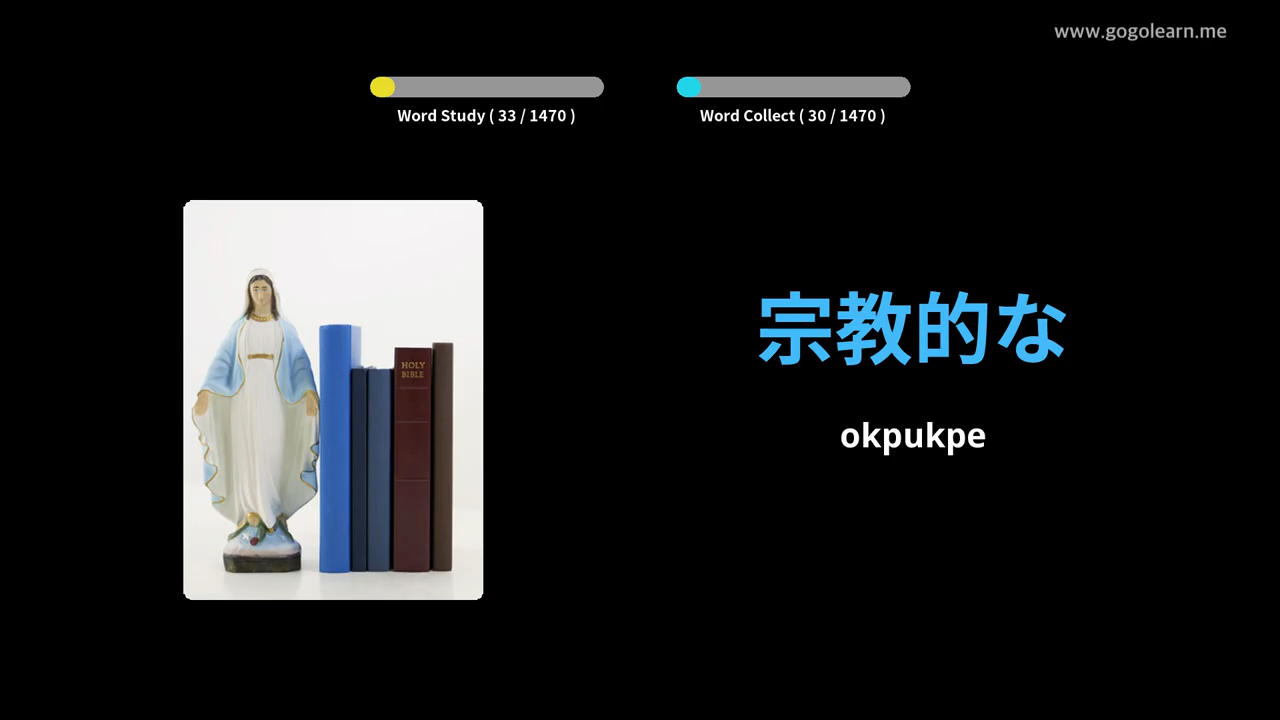 www.gogolearn.me
Word Study ( 33 / 1470 )
Word Collect ( 30 / 1470 )
HOLY
BIBLE
宗教的な
okpukpe